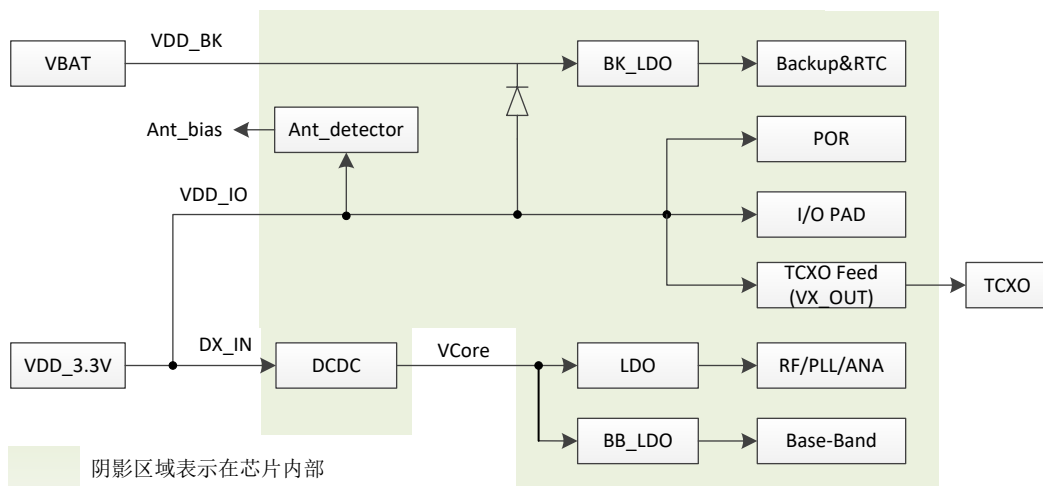 VDD_BK
VBAT
BK_LDO
Backup&RTC
Ant_bias
Ant_detector
POR
VDD_IO
I/O PAD
TCXO Feed
(VX_OUT)
TCXO
VDD_3.3V
DX_IN
DCDC
VCore
LDO
RF/PLL/ANA
BB_LDO
Base-Band
阴影区域表示在芯片内部